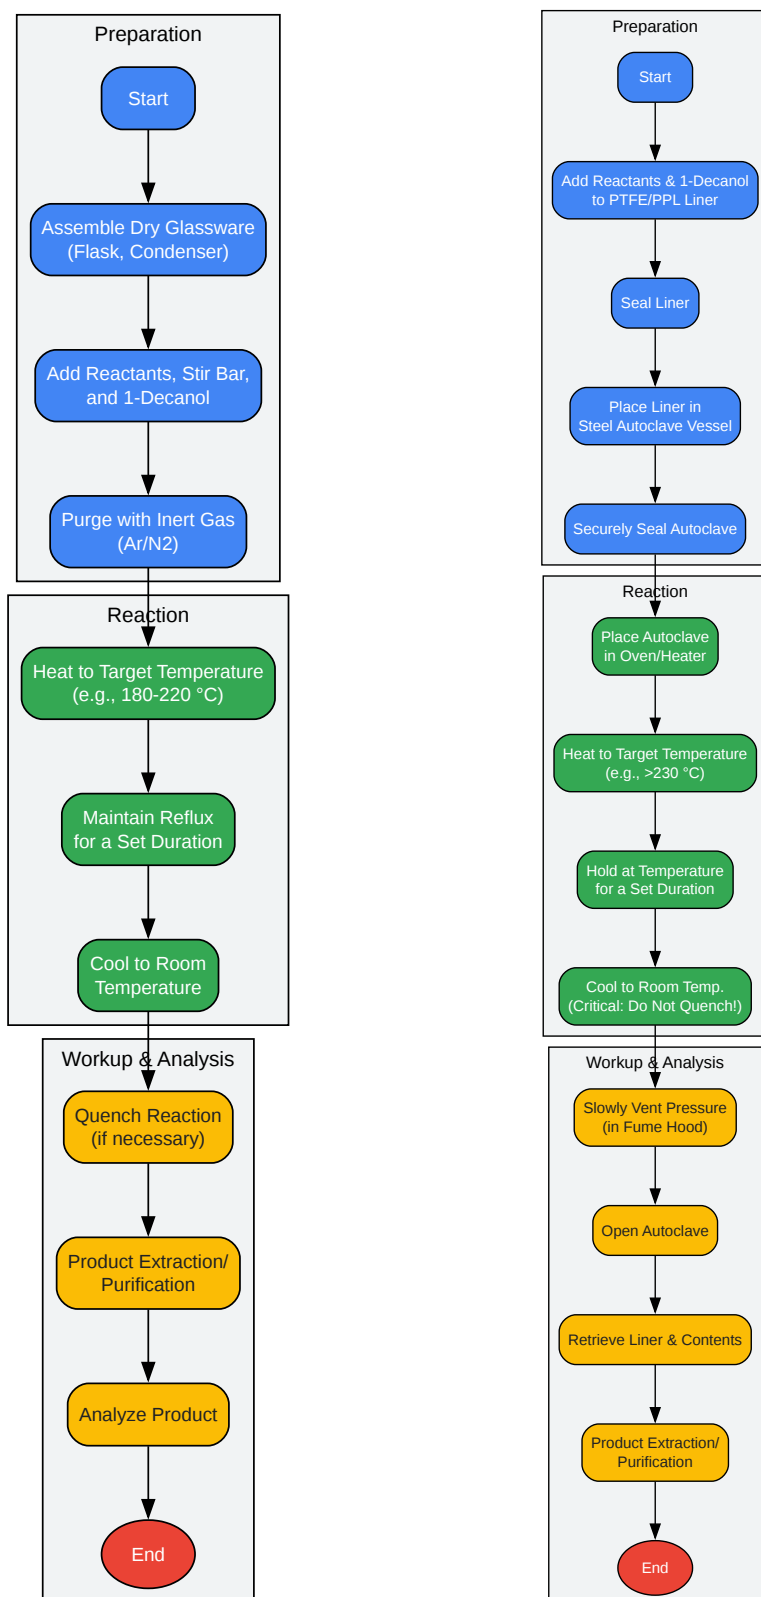 Preparation
Start
Assemble Dry Glassware
(Flask, Condenser)
Add Reactants, Stir Bar,
and 1-Decanol
Purge with Inert Gas
(Ar/N2)
Reaction
Heat to Target Temperature
(e.g., 180-220 °C)
Maintain Reflux
for a Set Duration
Cool to Room
Temperature
Workup & Analysis
Quench Reaction
(if necessary)
Product Extraction/
Purification
Analyze Product
End
Preparation
Start
Add Reactants & 1-Decanol
to PTFE/PPL Liner
Seal Liner
Place Liner in
Steel Autoclave Vessel
Securely Seal Autoclave
Reaction
Place Autoclave
in Oven/Heater
Heat to Target Temperature
(e.g., >230 °C)
Hold at Temperature
for a Set Duration
Cool to Room Temp.
(Critical: Do Not Quench!)
Workup & Analysis
Slowly Vent Pressure
(in Fume Hood)
Open Autoclave
Retrieve Liner & Contents
Product Extraction/
Purification
End